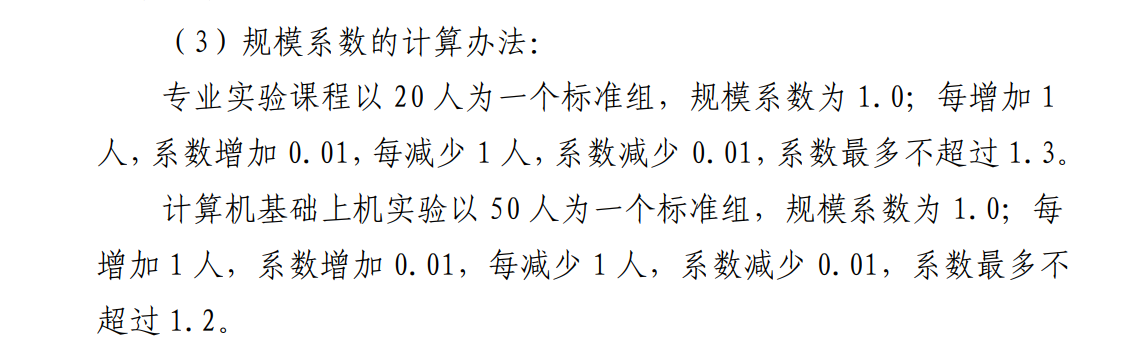 （3）规模系数的计算办法：
专业实验课程以 20 人为一个标准组，规模系数为 1.0；每增加 1
人，系数增加 0.01，每减少 1 人，系数减少 0.01，系数最多不超过 1.3。
计算机基础上机实验以 50 人为一个标准组，规模系数为 1.0；每
增加 1 人，系数增加 0.01，每减少 1 人，系数减少 0.01，系数最多不
超过 1.2。